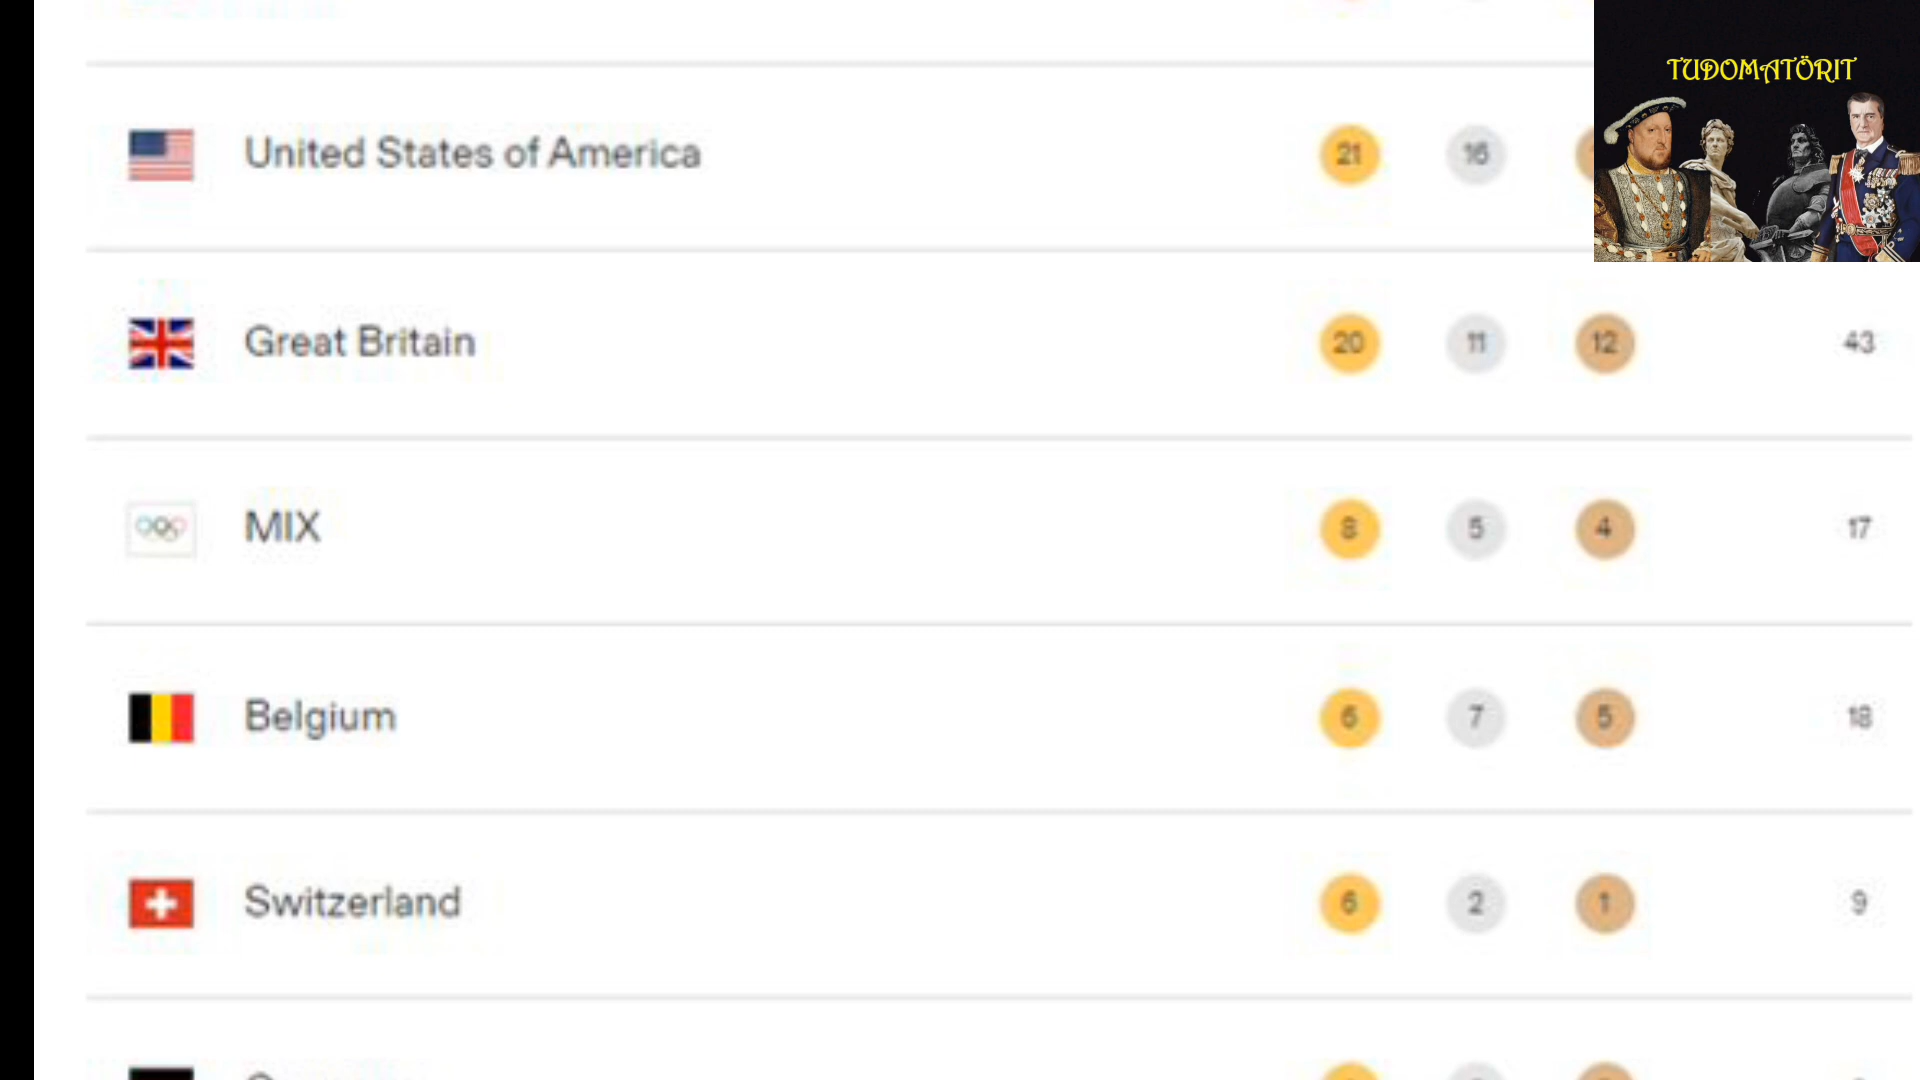 TUDOMATÖRIT
United States of America 21 16
Great Britain 20 11 12 43
MIX 8 5 4 17
Belgium 6 7 5 18
Switzerland 6 2 1 9